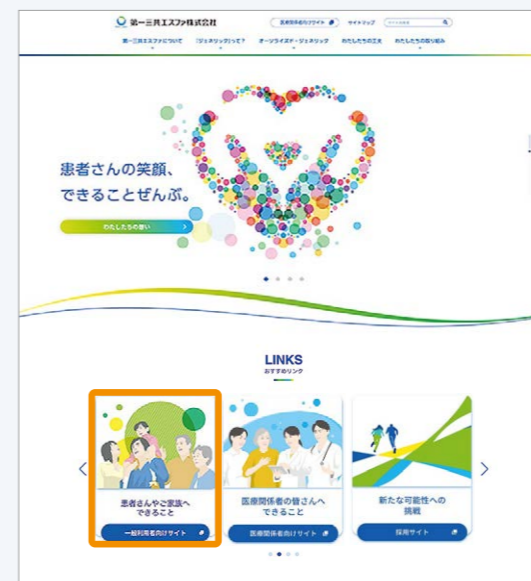 第一三共エスファ株式会社
医療関係者向けサイト
サイトマップ
第一三共エスファについて 「ジェネリック」って? オーソライズド・ジェネリック わたしたちの工夫 わたしたちの取り組み
患者さんの笑顔、
できることぜんぶ。
わたしたちの想い
LINKS
おすすめリンク
患者さんやご家族へ
できること
一般利用者向けサイト
医療関係者の皆さんへ
できること
医療関係者向けサイト
新たな可能性への
挑戦
採用サイト